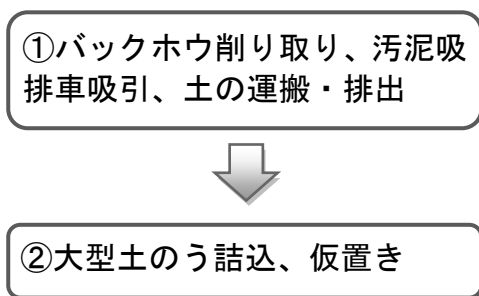 ①バックホウ削り取り、汚泥吸
排車吸引、土の運搬・排出
②大型土のう詰込、仮置き